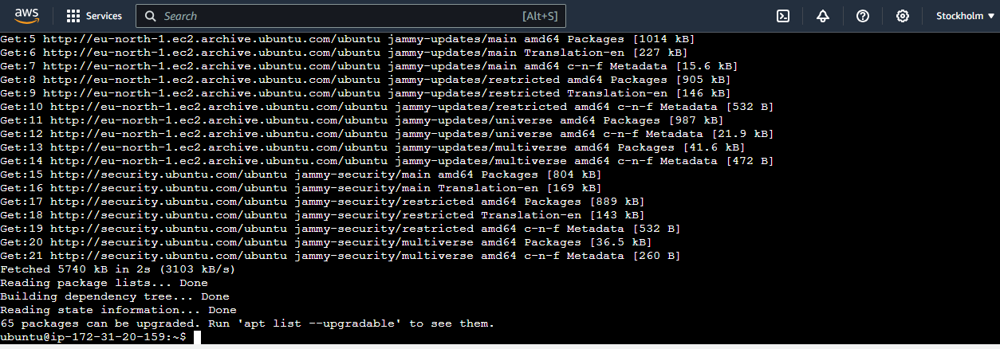 aws
Services
Search [Alt+S]
Stockholm
Get:5 http://eu-north-1.ec2.archive.ubuntu.com/ubuntu jammy-updates/main amd64 Packages [1014 kB]
Get:6 http://eu-north-1.ec2.archive.ubuntu.com/ubuntu jammy-updates/main Translation-en [227 kB]
Get:7 http://eu-north-1.ec2.archive.ubuntu.com/ubuntu jammy-updates/main amd64 c-n-f Metadata [15.6 kB]
Get:8 http://eu-north-1.ec2.archive.ubuntu.com/ubuntu jammy-updates/restricted amd64 Packages [905 kB]
Get:9 http://eu-north-1.ec2.archive.ubuntu.com/ubuntu jammy-updates/restricted Translation-en [146 kB]
Get:10 http://eu-north-1.ec2.archive.ubuntu.com/ubuntu jammy-updates/restricted amd64 c-n-f Metadata [532 B]
Get:11 http://eu-north-1.ec2.archive.ubuntu.com/ubuntu jammy-updates/universe amd64 Packages [987 kB]
Get:12 http://eu-north-1.ec2.archive.ubuntu.com/ubuntu jammy-updates/universe amd64 c-n-f Metadata [21.9 kB]
Get:13 http://eu-north-1.ec2.archive.ubuntu.com/ubuntu jammy-updates/multiverse amd64 Packages [41.6 kB]
Get:14 http://eu-north-1.ec2.archive.ubuntu.com/ubuntu jammy-updates/multiverse amd64 c-n-f Metadata [472 B]
Get:15 http://security.ubuntu.com/ubuntu jammy-security/main amd64 Packages [804 kB]
Get:16 http://security.ubuntu.com/ubuntu jammy-security/main Translation-en [169 kB]
Get:17 http://security.ubuntu.com/ubuntu jammy-security/restricted amd64 Packages [889 kB]
Get:18 http://security.ubuntu.com/ubuntu jammy-security/restricted Translation-en [143 kB]
Get:19 http://security.ubuntu.com/ubuntu jammy-security/restricted amd64 c-n-f Metadata [532 B]
Get:20 http://security.ubuntu.com/ubuntu jammy-security/multiverse amd64 Packages [36.5 kB]
Get:21 http://security.ubuntu.com/ubuntu jammy-security/multiverse amd64 c-n-f Metadata [260 B]
Fetched 5740 kB in 2s (3103 kB/s)
Reading package lists... Done
Building dependency tree... Done
Reading state information... Done
65 packages can be upgraded. Run 'apt list --upgradable' to see them.
ubuntu@ip-172-31-20-159:~$